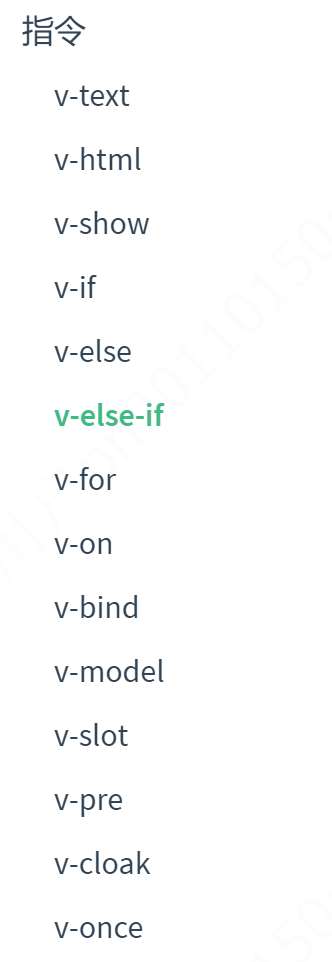 指令
v-text
v-html
v-show
v-if
v-else
v-else-if
v-for
v-on
v-bind
v-model
v-slot
v-pre
v-cloak
v-once